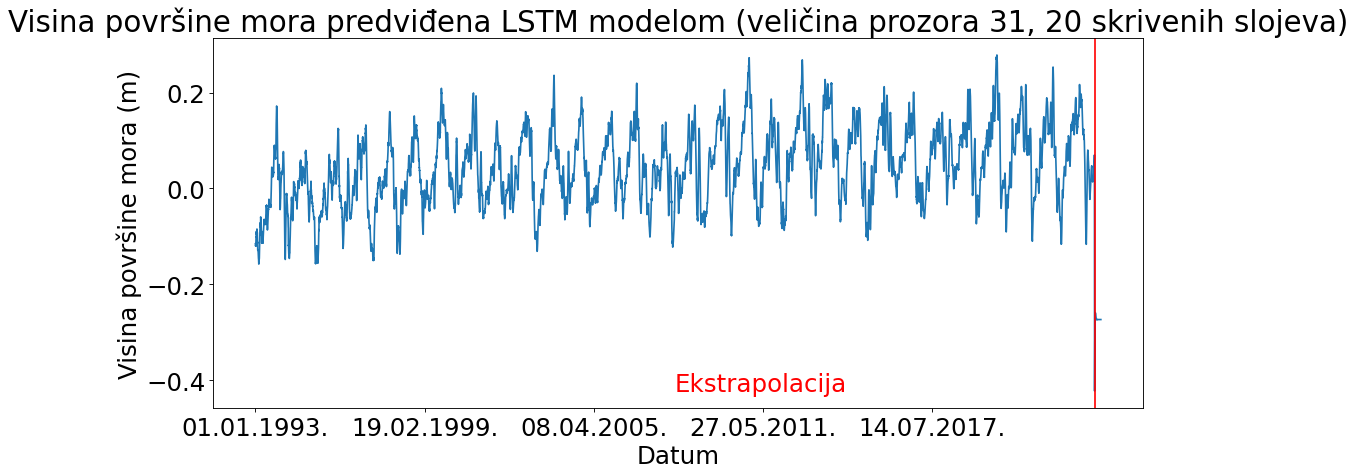 Visina površine mora predviđena LSTM modelom (veličina prozora 31, 20 skrivenih slojeva)
Visina površine mora (m)
0.2
0.0
−0.2
−0.4
Ekstrapolacija
01.01.1993. 19.02.1999. 08.04.2005. 27.05.2011. 14.07.2017.
Datum